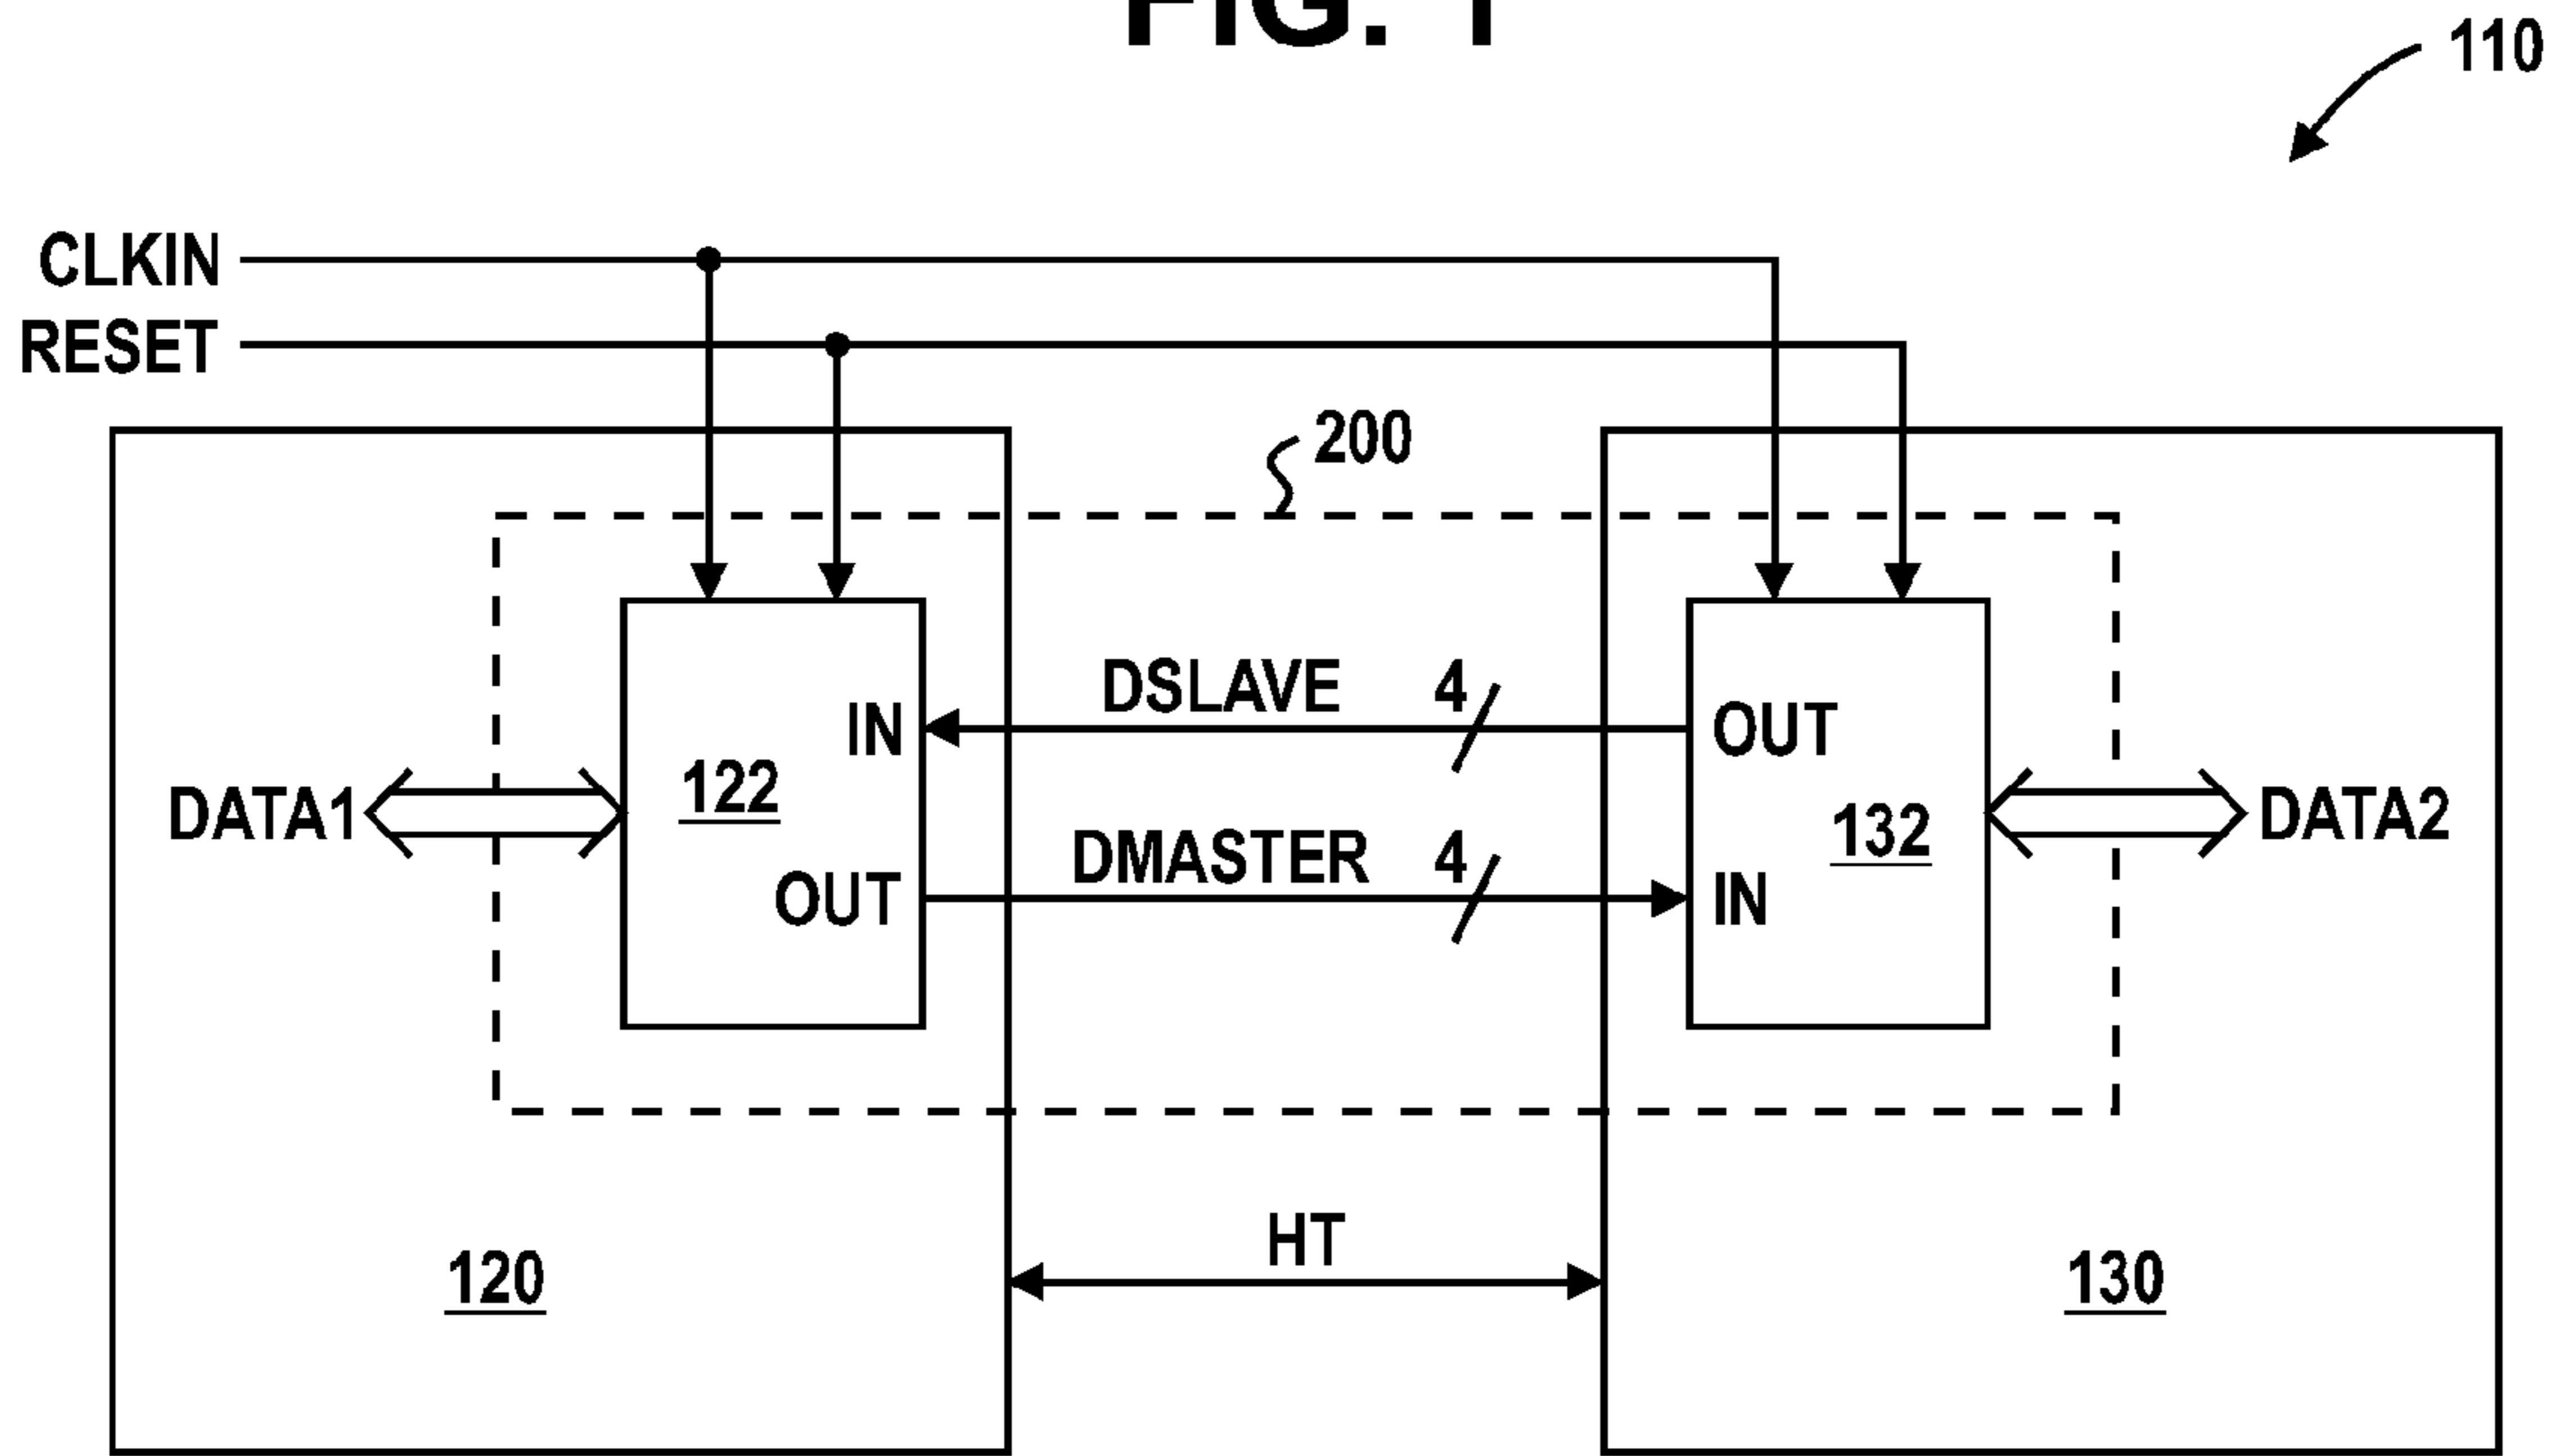 FIG. 1
110
CLKIN
RESET
200
DSLAVE 4
IN
OUT
122
DATA1
132
DATA2
DMASTER 4
OUT
IN
HT
120
130